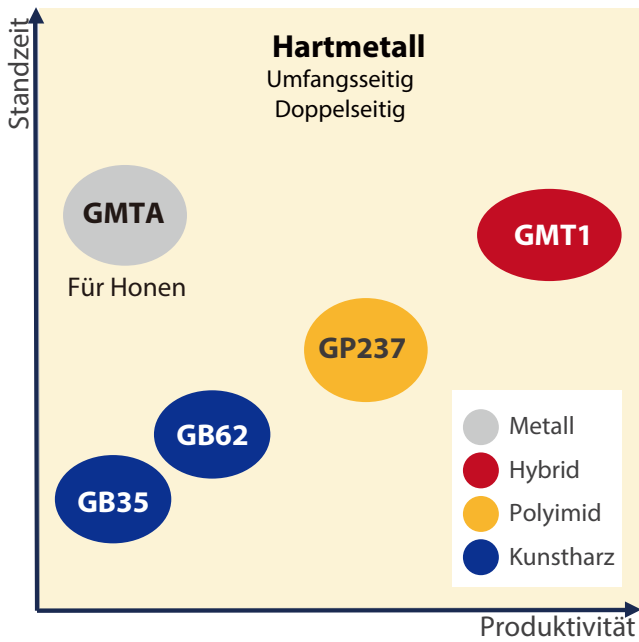 Standzeit
Hartmetall
Umfangsseitig
Doppelseitig
GMTA
Für Honen
GMT1
GP237
GB62
GB35
Metall
Hybrid
Polyimid
Kunstharz
Produktivität